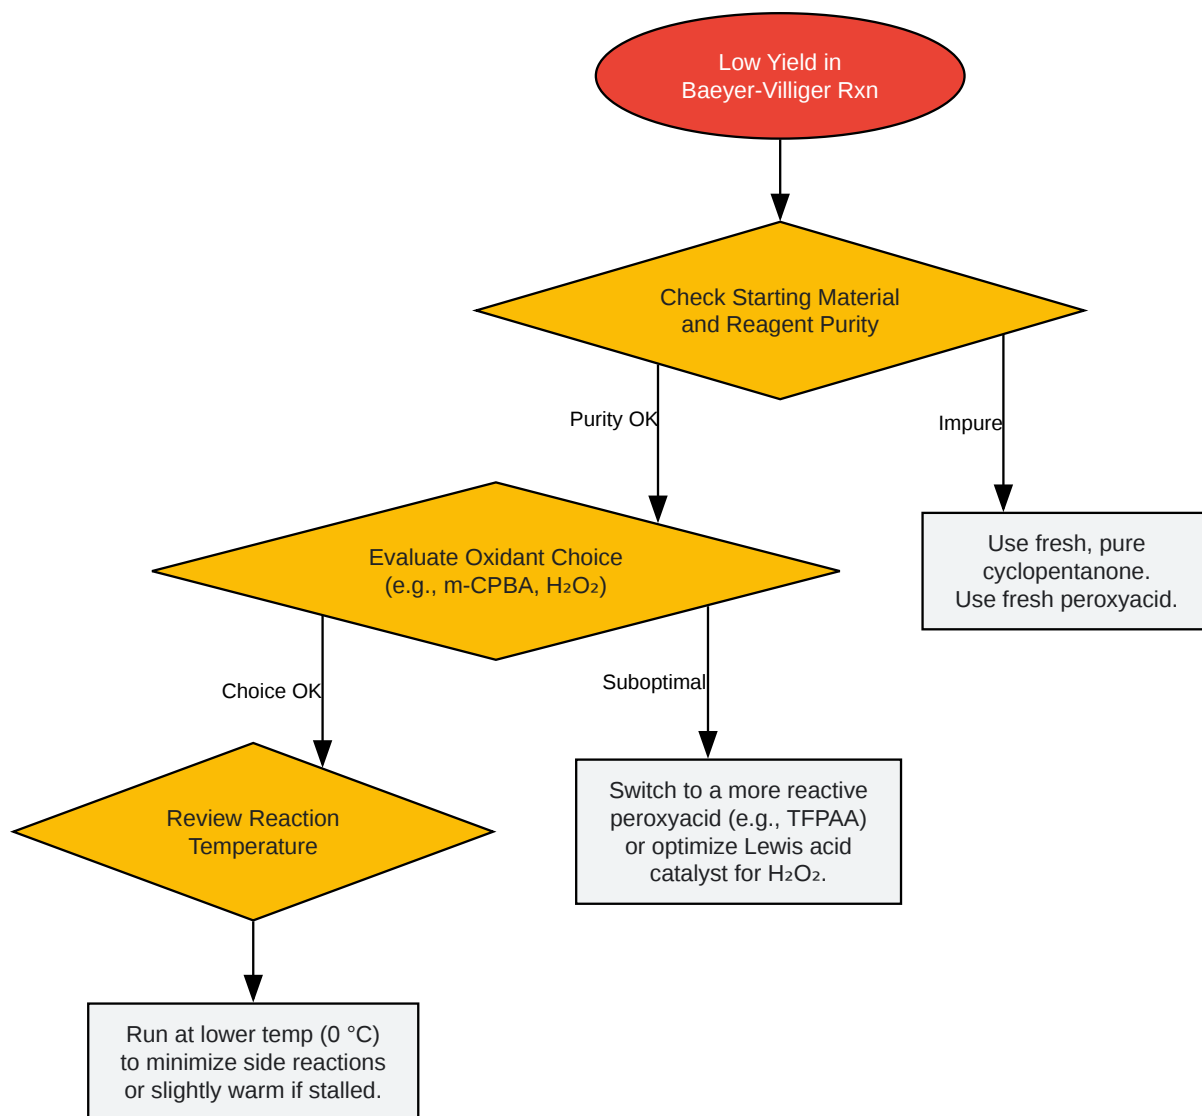 Low Yield in
Baeyer-Villiger Rxn
Check Starting Material
and Reagent Purity
Purity OK
Impure
Evaluate Oxidant Choice
(e.g., m-CPBA, H₂O₂)
Use fresh, pure
cyclopentanone.
Use fresh peroxyacid.
Choice OK
Suboptimal
Review Reaction
Temperature
Switch to a more reactive
peroxyacid (e.g., TFPAA)
or optimize Lewis acid
catalyst for H₂O₂.
Run at lower temp (0 °C)
to minimize side reactions
or slightly warm if stalled.